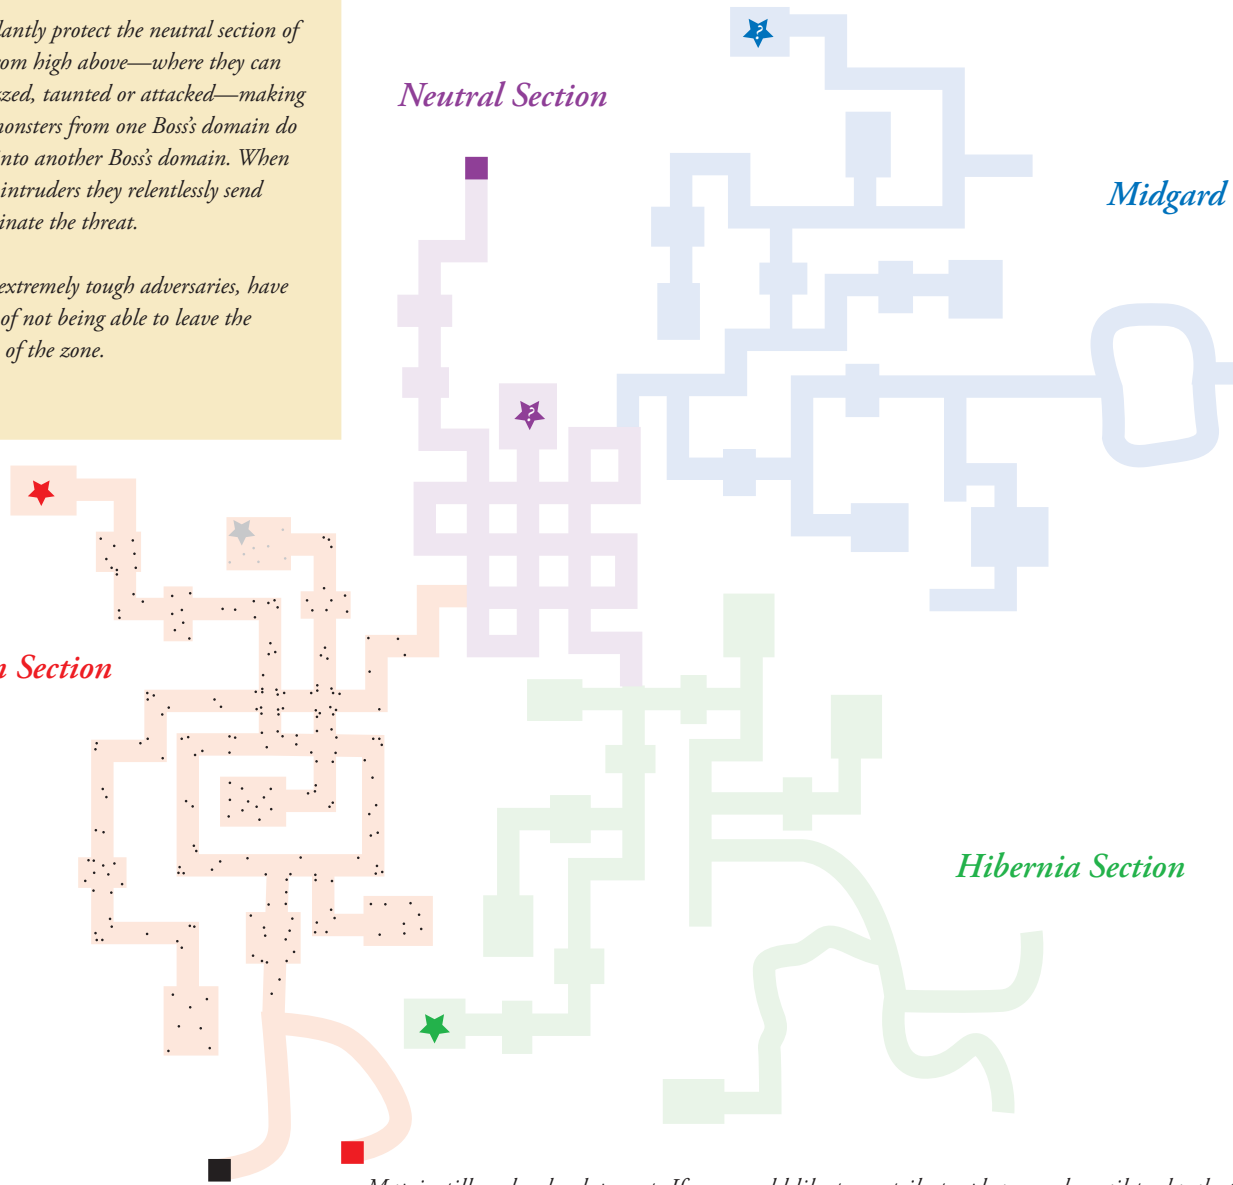 lantly protect the neutral section of
om high above—where they can
zed, taunted or attacked—making
monsters from one Boss's domain do
nto another Boss's domain. When
intruders they relentlessly send
inate the threat.
extremely tough adversaries, have
of not being able to leave the
of the zone.
Neutral Section
?
Midgard
?
n Section
Hibernia Section